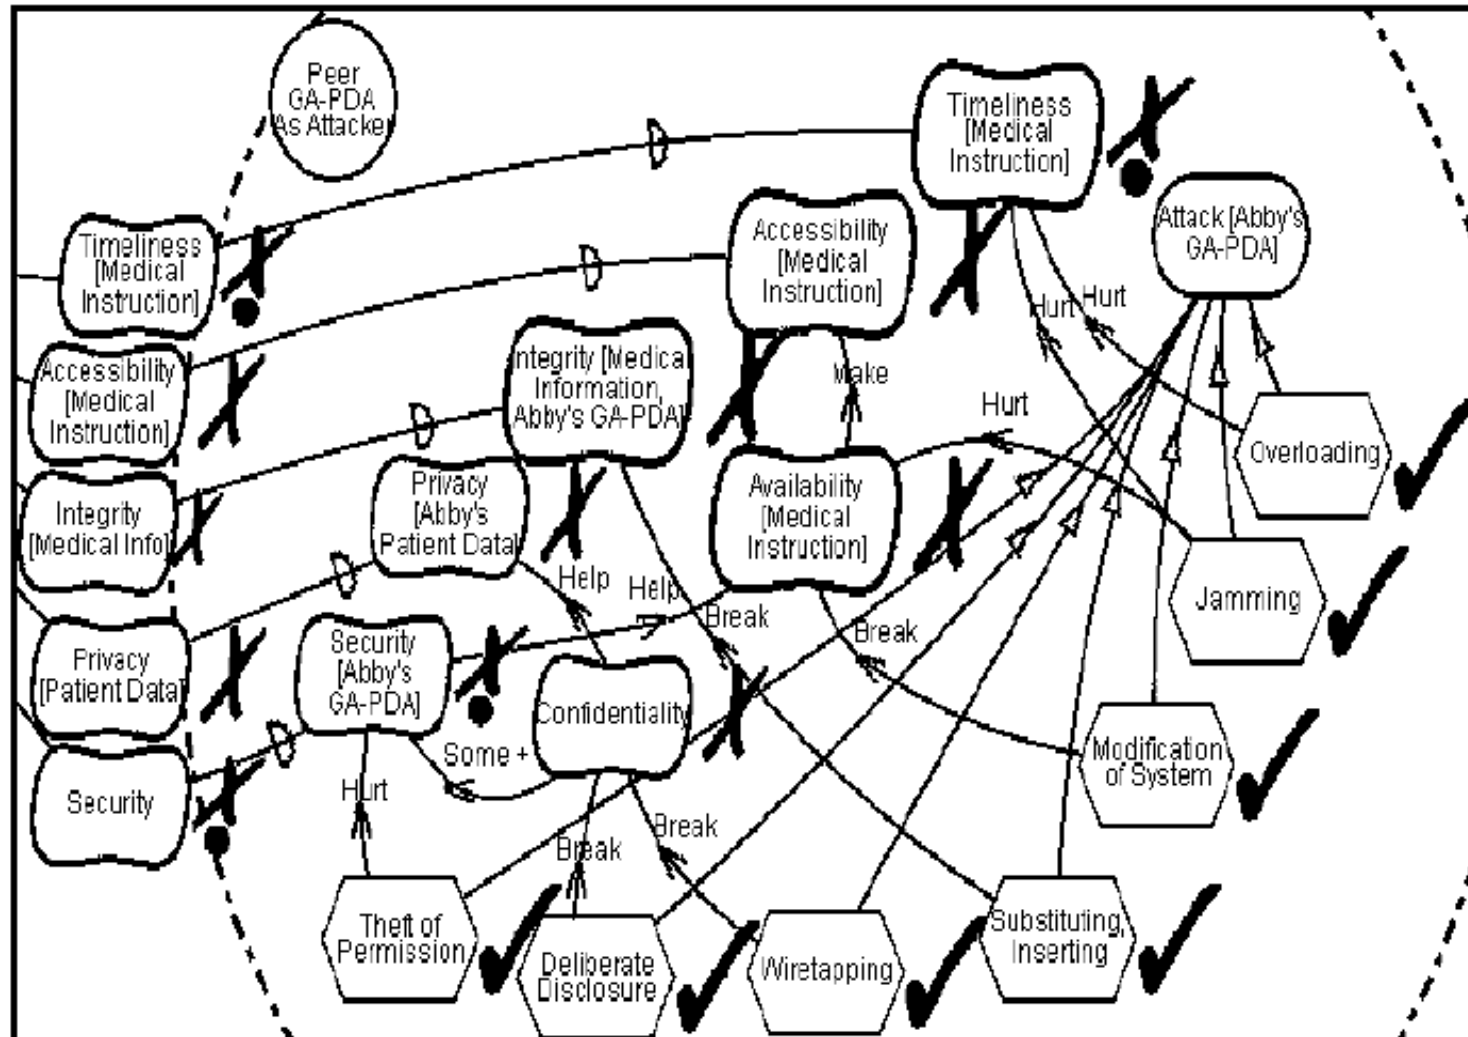 Peer
GA-PDA
As Attacker
Timeliness
[Medical
Instruction]
Attack [Abby's
GA-PDA]
Accessibility
[Medical
Instruction]
Timeliness
[Medical
Instruction]
Hurt
Hurt
Integrity [Medical
Information,
Abby's GA-PDA]
Make
Accessibility
[Medical
Instruction]
Hurt
Overloading
Privacy
[Abby's
Patient Data]
Availability
[Medical
Instruction]
Integrity
[Medical Info]
Help
Help
Break
Break
Jamming
Security
[Abby's
GA-PDA]
Privacy
[Patient Data]
Confidentiality
Some +
Modification
of System
Security
Hurt
Break
Break
Theft of
Permission
Deliberate
Disclosure
Wiretapping
Substituting,
Inserting